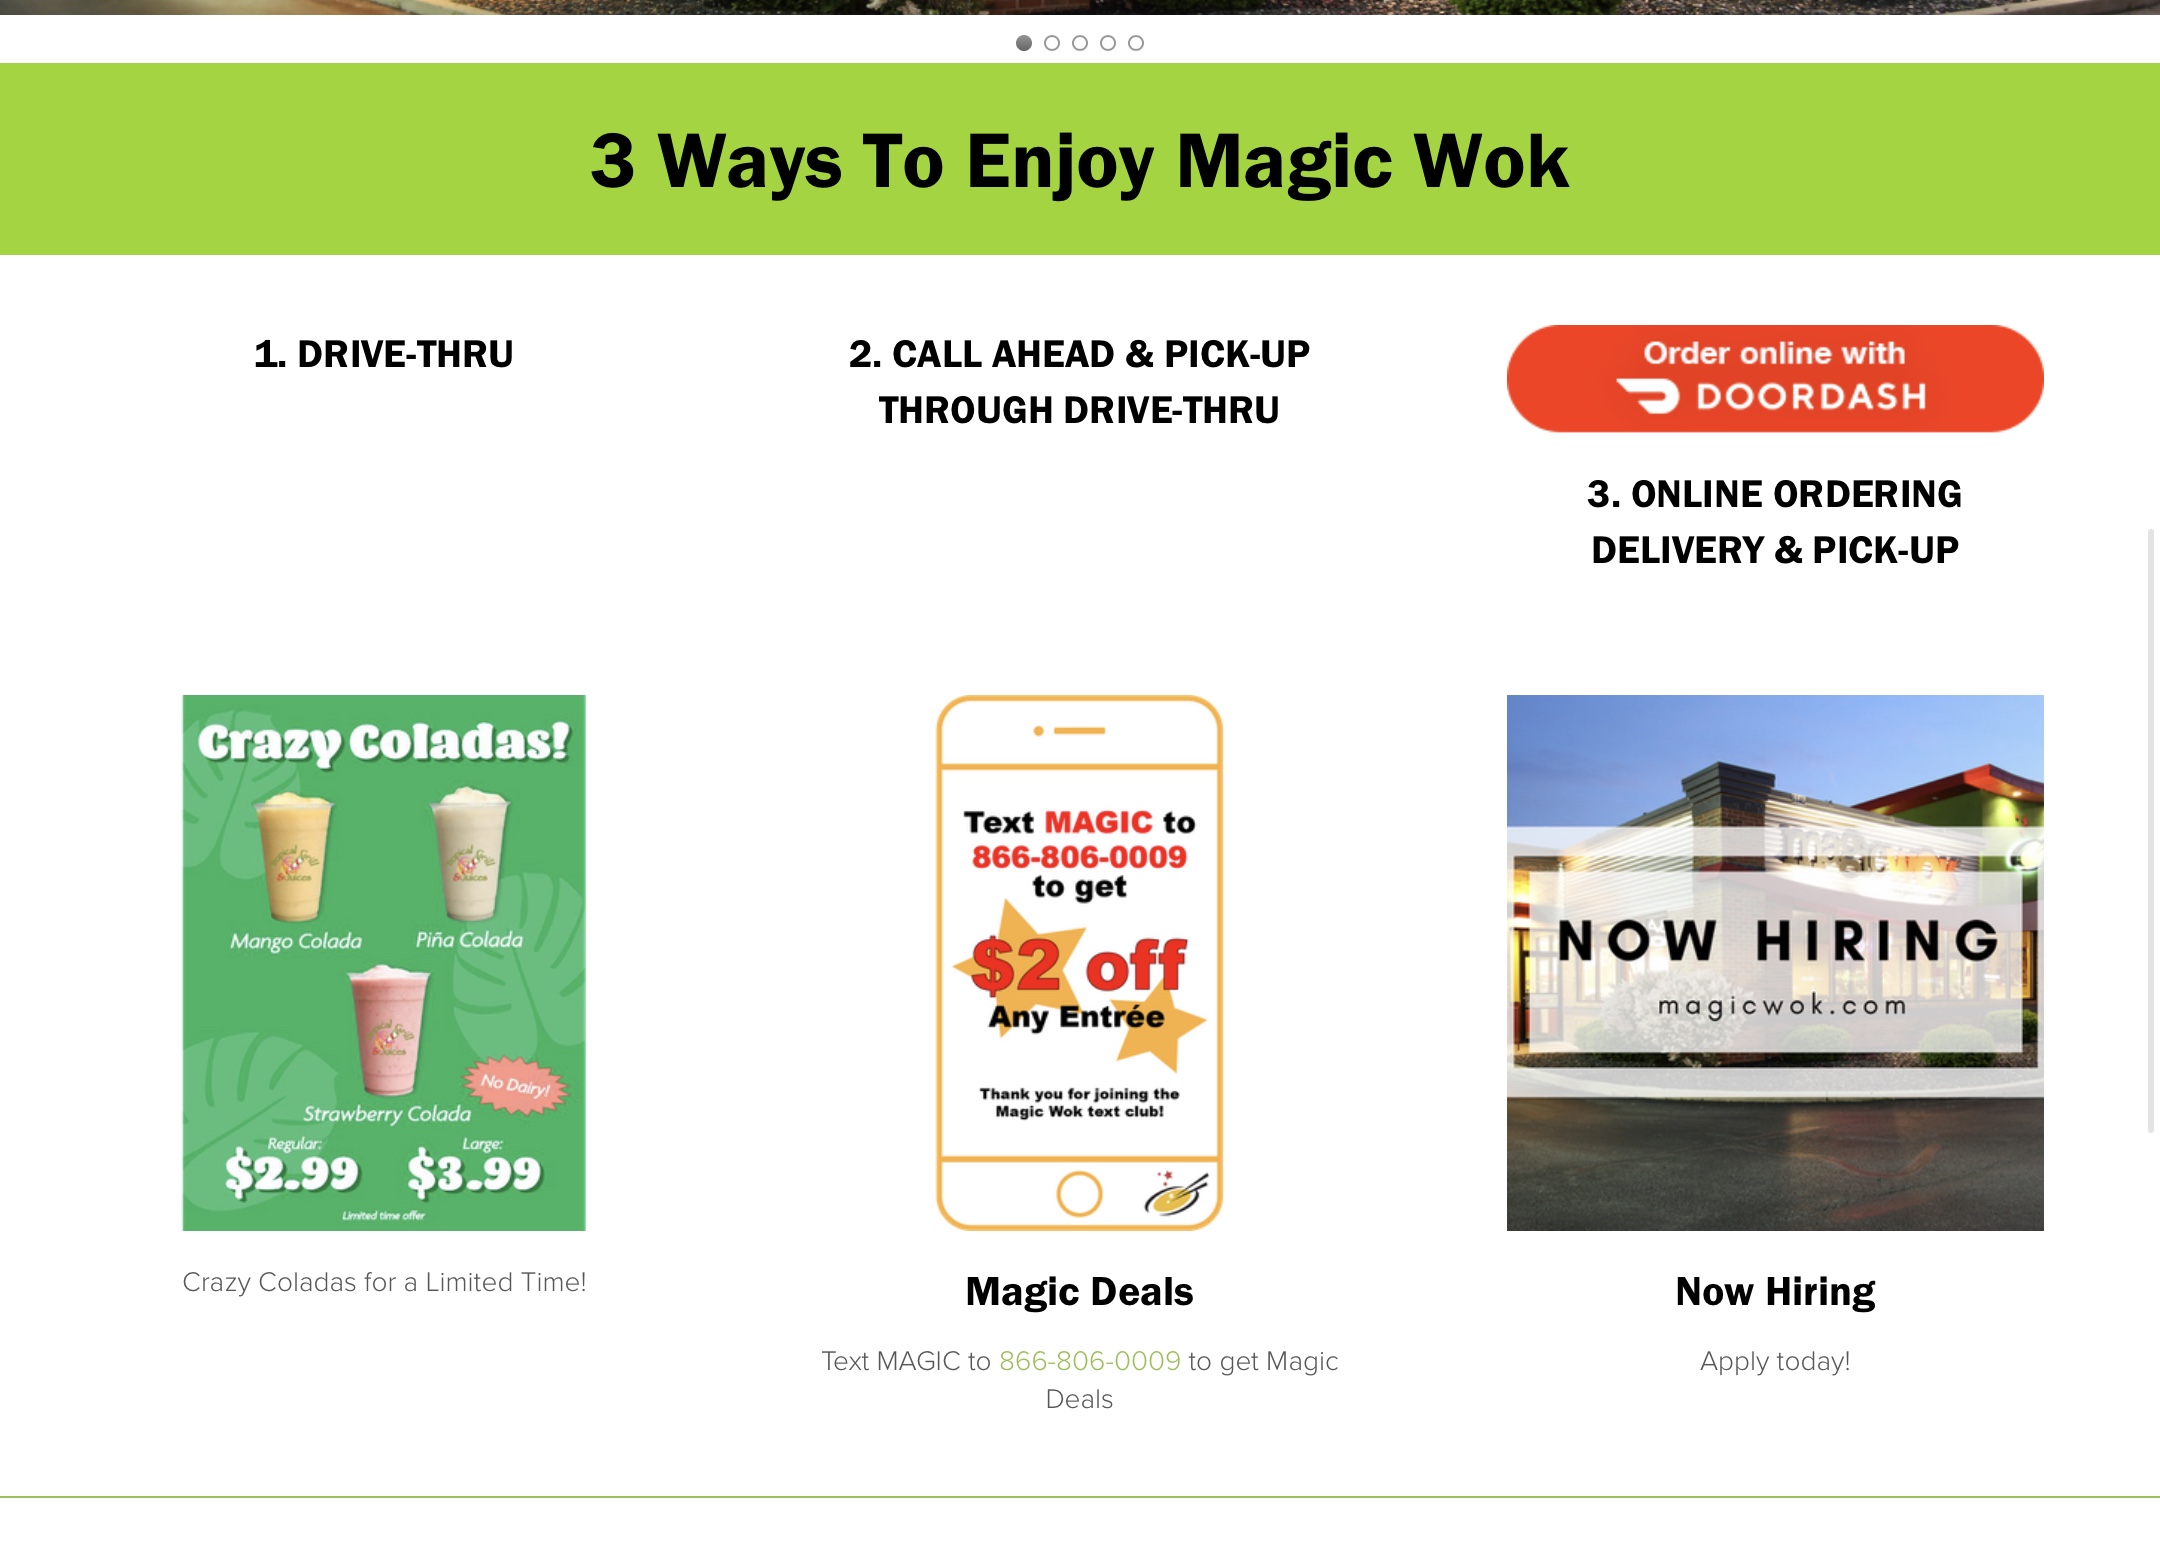 3 Ways To Enjoy Magic Wok
1. DRIVE-THRU
2. CALL AHEAD & PICK-UP
THROUGH DRIVE-THRU
Order online with
DOORDASH
3. ONLINE ORDERING
DELIVERY & PICK-UP
Crazy Coladas!
Mango Colada
Piña Colada
Strawberry Colada
No Dairy!
Regular:
$2.99
Large:
$3.99
Limited time offer
Crazy Coladas for a Limited Time!
Text MAGIC to
866-806-0009
to get
$2 off
Any Entrée
Thank you for joining the
Magic Wok text club!
Magic Deals
Text MAGIC to 866-806-0009 to get Magic
Deals
magic wok
NOW HIRING
magicwok.com
Now Hiring
Apply today!